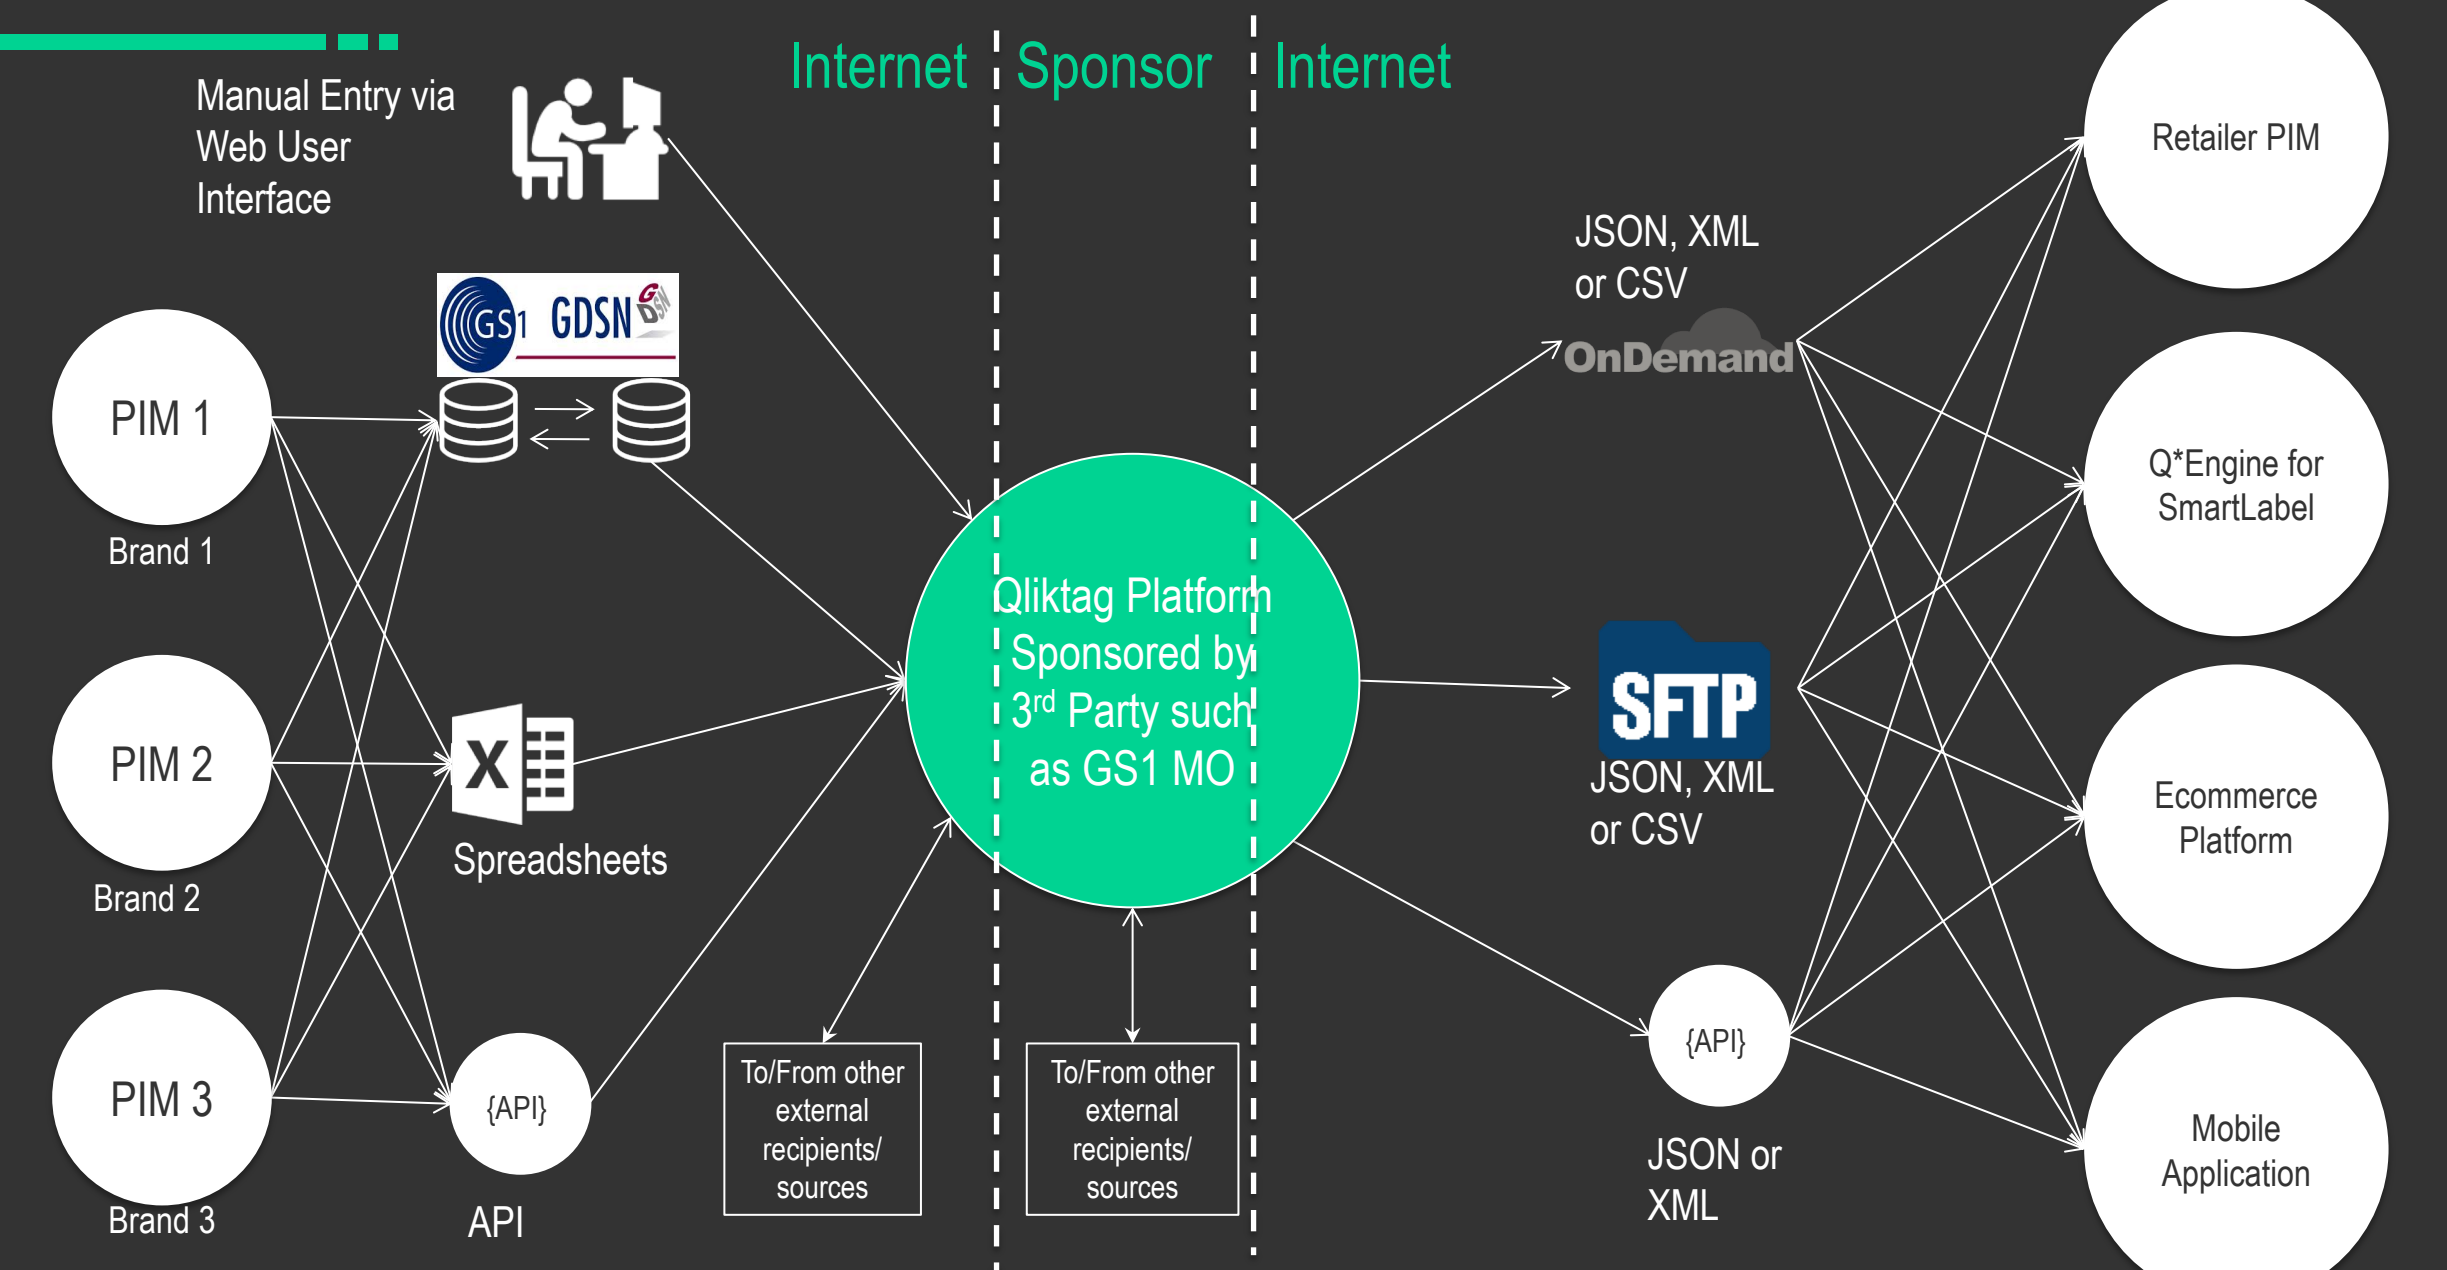 Internet
Sponsor
Internet
Manual Entry via
Web User
Interface
GS1 GDSN
GDSN
PIM 1
Brand 1
PIM 2
Brand 2
PIM 3
Brand 3
X
Spreadsheets
{API}
API
Qliktag Platform
Sponsored by
3rd Party such
as GS1 MO
To/From other
external
recipients/
sources
To/From other
external
recipients/
sources
JSON, XML
or CSV
OnDemand
SFTP
JSON, XML
or CSV
{API}
JSON or
XML
Retailer PIM
Q*Engine for
SmartLabel
Ecommerce
Platform
Mobile
Application